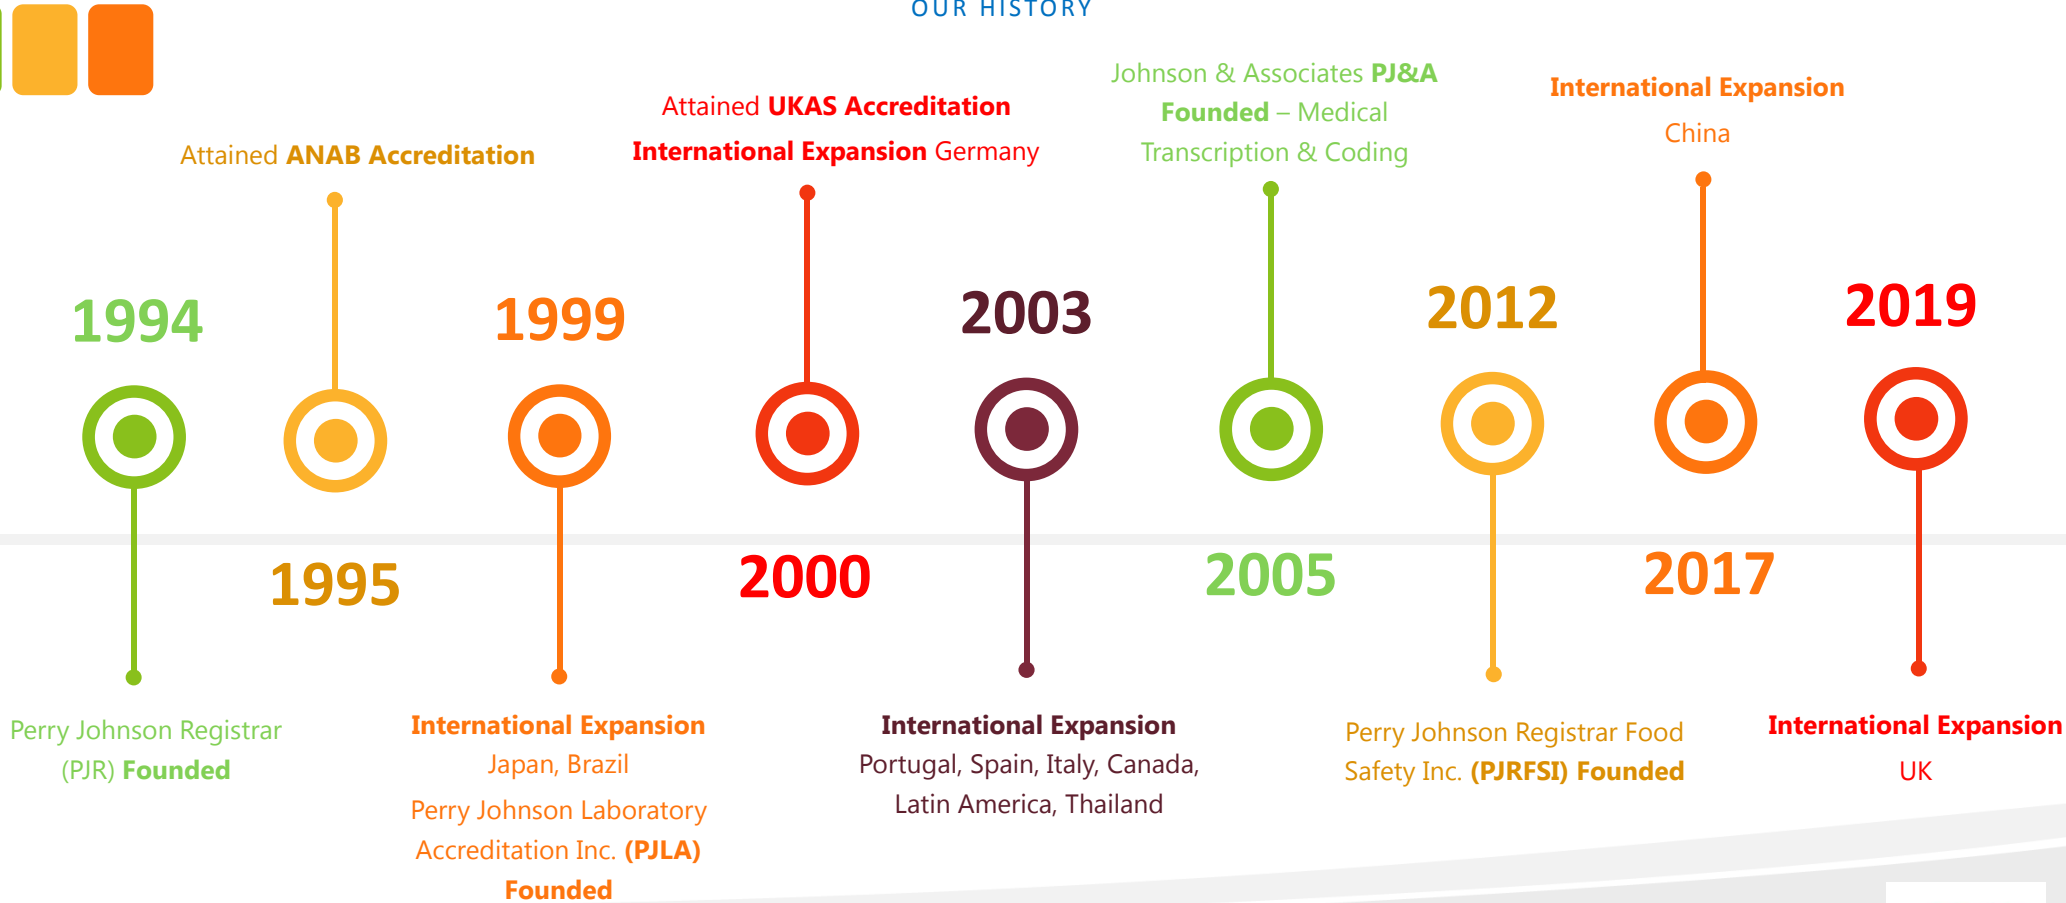 OUR HISTORY
1994
Perry Johnson Registrar
(PJR) Founded
Attained ANAB Accreditation
1995
1999
International Expansion
Japan, Brazil
Perry Johnson Laboratory
Accreditation Inc. (PJLA)
Founded
Attained UKAS Accreditation
International Expansion Germany
2000
2003
International Expansion
Portugal, Spain, Italy, Canada,
Latin America, Thailand
Johnson & Associates PJ&A
Founded – Medical
Transcription & Coding
2005
2012
Perry Johnson Registrar Food
Safety Inc. (PJRFSI) Founded
International Expansion
China
2017
2019
International Expansion
UK